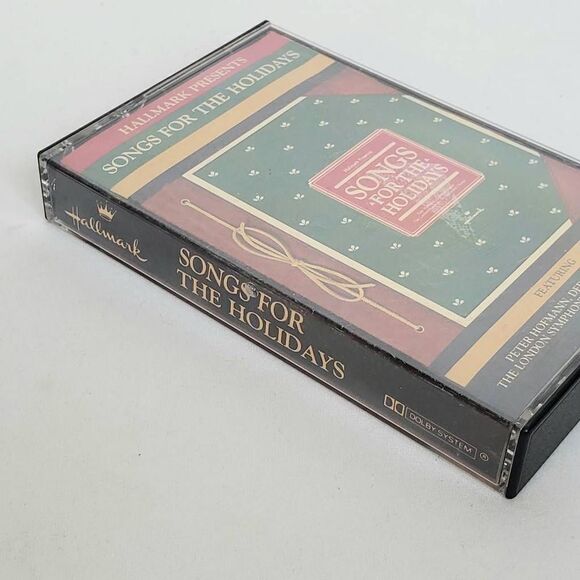 HALLMARK PRESENTS
SONGS FOR THE HOLIDAYS
SONGS
FOR·THE
HOLIDAYS
FEATURING
PETER HOFMANN,
THE LONDON SYMPHONY
Hallmark
SONGS FOR
THE HOLIDAYS
DOLBY SYSTEM ®